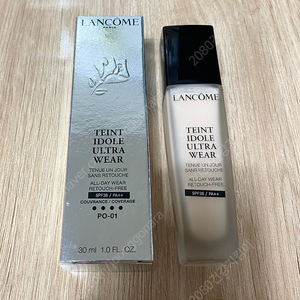 LANCÔME
PARIS
TEINT
IDOLE
ULTRA
WEAR
TENUE UN JOUR
SANS RETOUCHE
ALL-DAY WEAR
RETOUCH-FREE
SPF38 / PA++
COUVRANCE / COVERAGE
PO-01
30 ml 1.0 FL. OZ.
LANCÔME
TEINT
IDOLE
ULTRA
WEAR
TENUE UN JOUR
SANS RETOUCHE
ALL-DAY WEAR
RETOUCH-FREE
SPF38 / PA++